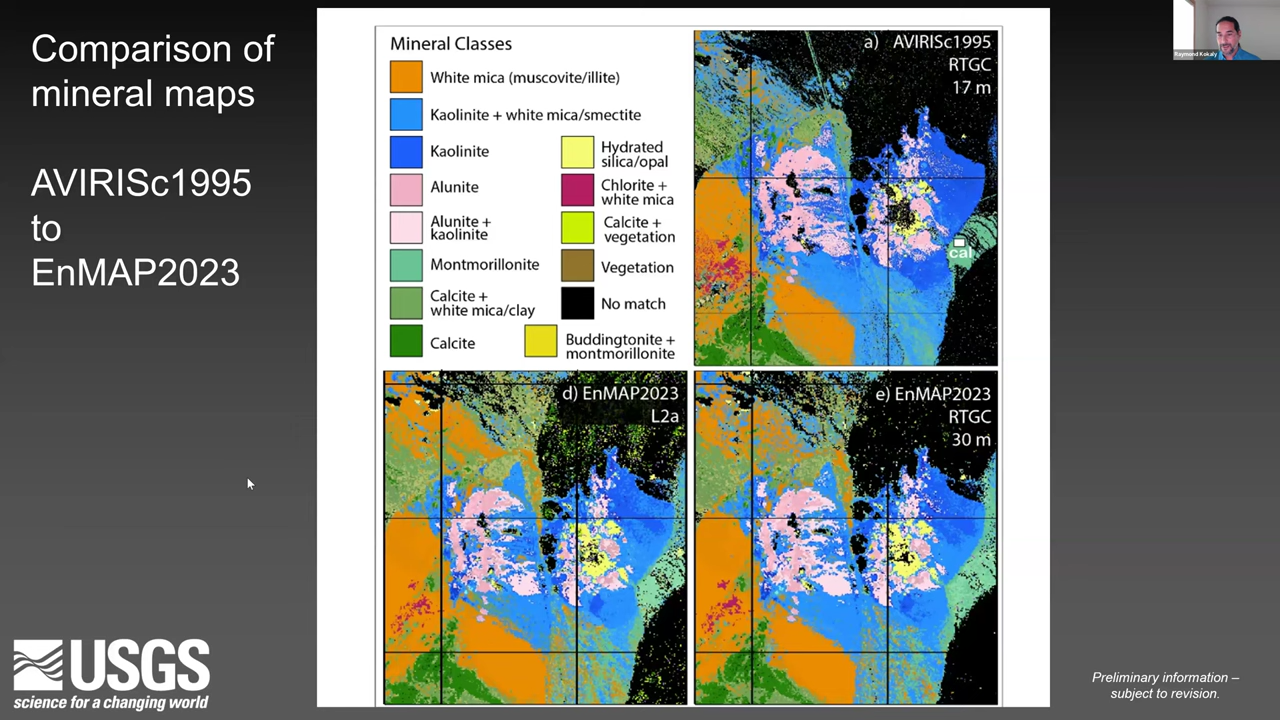 Comparison of
mineral maps
AVIRISc1995
to
EnMAP2023
Mineral Classes
White mica (muscovite/illite)
Kaolinite + white mica/smectite
Kaolinite
Alunite
Alunite +
kaolinite
Montmorillonite
Calcite +
white mica/clay
Calcite
Hydrated
silica/opal
Chlorite +
white mica
Calcite +
vegetation
Vegetation
No match
Buddingtonite +
montmorillonite
a) AVIRISc1995
RTGC
17 m
cal
d) EnMAP2023
L2a
e) EnMAP2023
RTGC
30 m
Raymond Kokaly
USGS
science for a changing world
Preliminary information –
subject to revision.